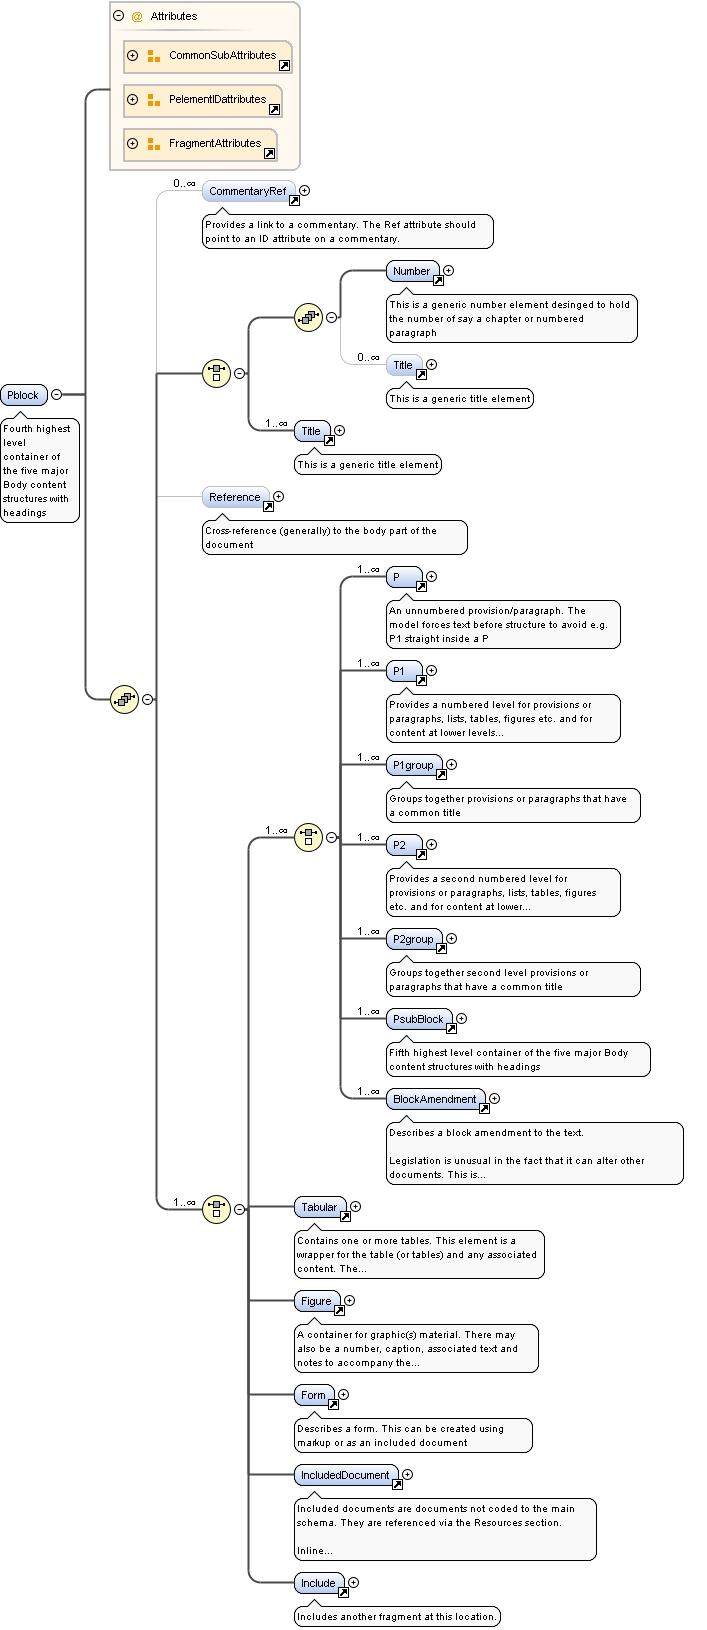 @ Attributes
CommonSubAttributes
PelementIDattributes
FragmentAttributes
0..∞
CommentaryRef
Provides a link to a commentary. The Ref attribute should
point to an ID attribute on a commentary.
Number
This is a generic number element desinged to hold
the number of say a chapter or numbered
paragraph
0..∞
Title
This is a generic title element
Pblock
Fourth highest
level
container of
the five major
Body content
structures with
headings
1..∞
Title
This is a generic title element
Reference
Cross-reference (generally) to the body part of the
document
1..∞
P
An unnumbered provision/paragraph. The
model forces text before structure to avoid e.g.
P1 straight inside a P
1..∞
P1
Provides a numbered level for provisions or
paragraphs, lists, tables, figures etc. and for
content at lower levels...
1..∞
P1group
Groups together provisions or paragraphs that have
a common title
1..∞
1..∞
P2
Provides a second numbered level for
provisions or paragraphs, lists, tables, figures
etc. and for content at lower...
1..∞
P2group
Groups together second level provisions or
paragraphs that have a common title
1..∞
PsubBlock
Fifth highest level container of the five major Body
content structures with headings
1..∞
BlockAmendment
Describes a block amendment to the text.
Legislation is unusual in the fact that it can alter other
documents. This is...
1..∞
Tabular
Contains one or more tables. This element is a
wrapper for the table (or tables) and any associated
content. The...
Figure
A container for graphic(s) material. There may
also be a number, caption, associated text and
notes to accompany the...
Form
Describes a form. This can be created using
markup or as an included document
IncludedDocument
Included documents are documents not coded to the main
schema. They are referenced via the Resources section.
Inline...
Include
Includes another fragment at this location.